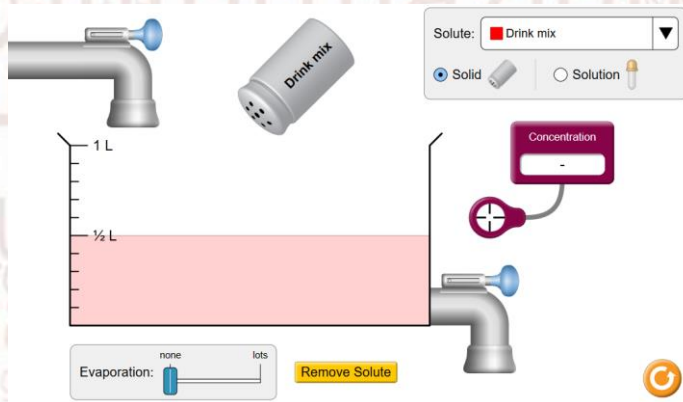 Solute: Drink mix
Solid Solution
Drink mix
Concentration
-
1 L
½ L
none lots
Evaporation:
Remove Solute